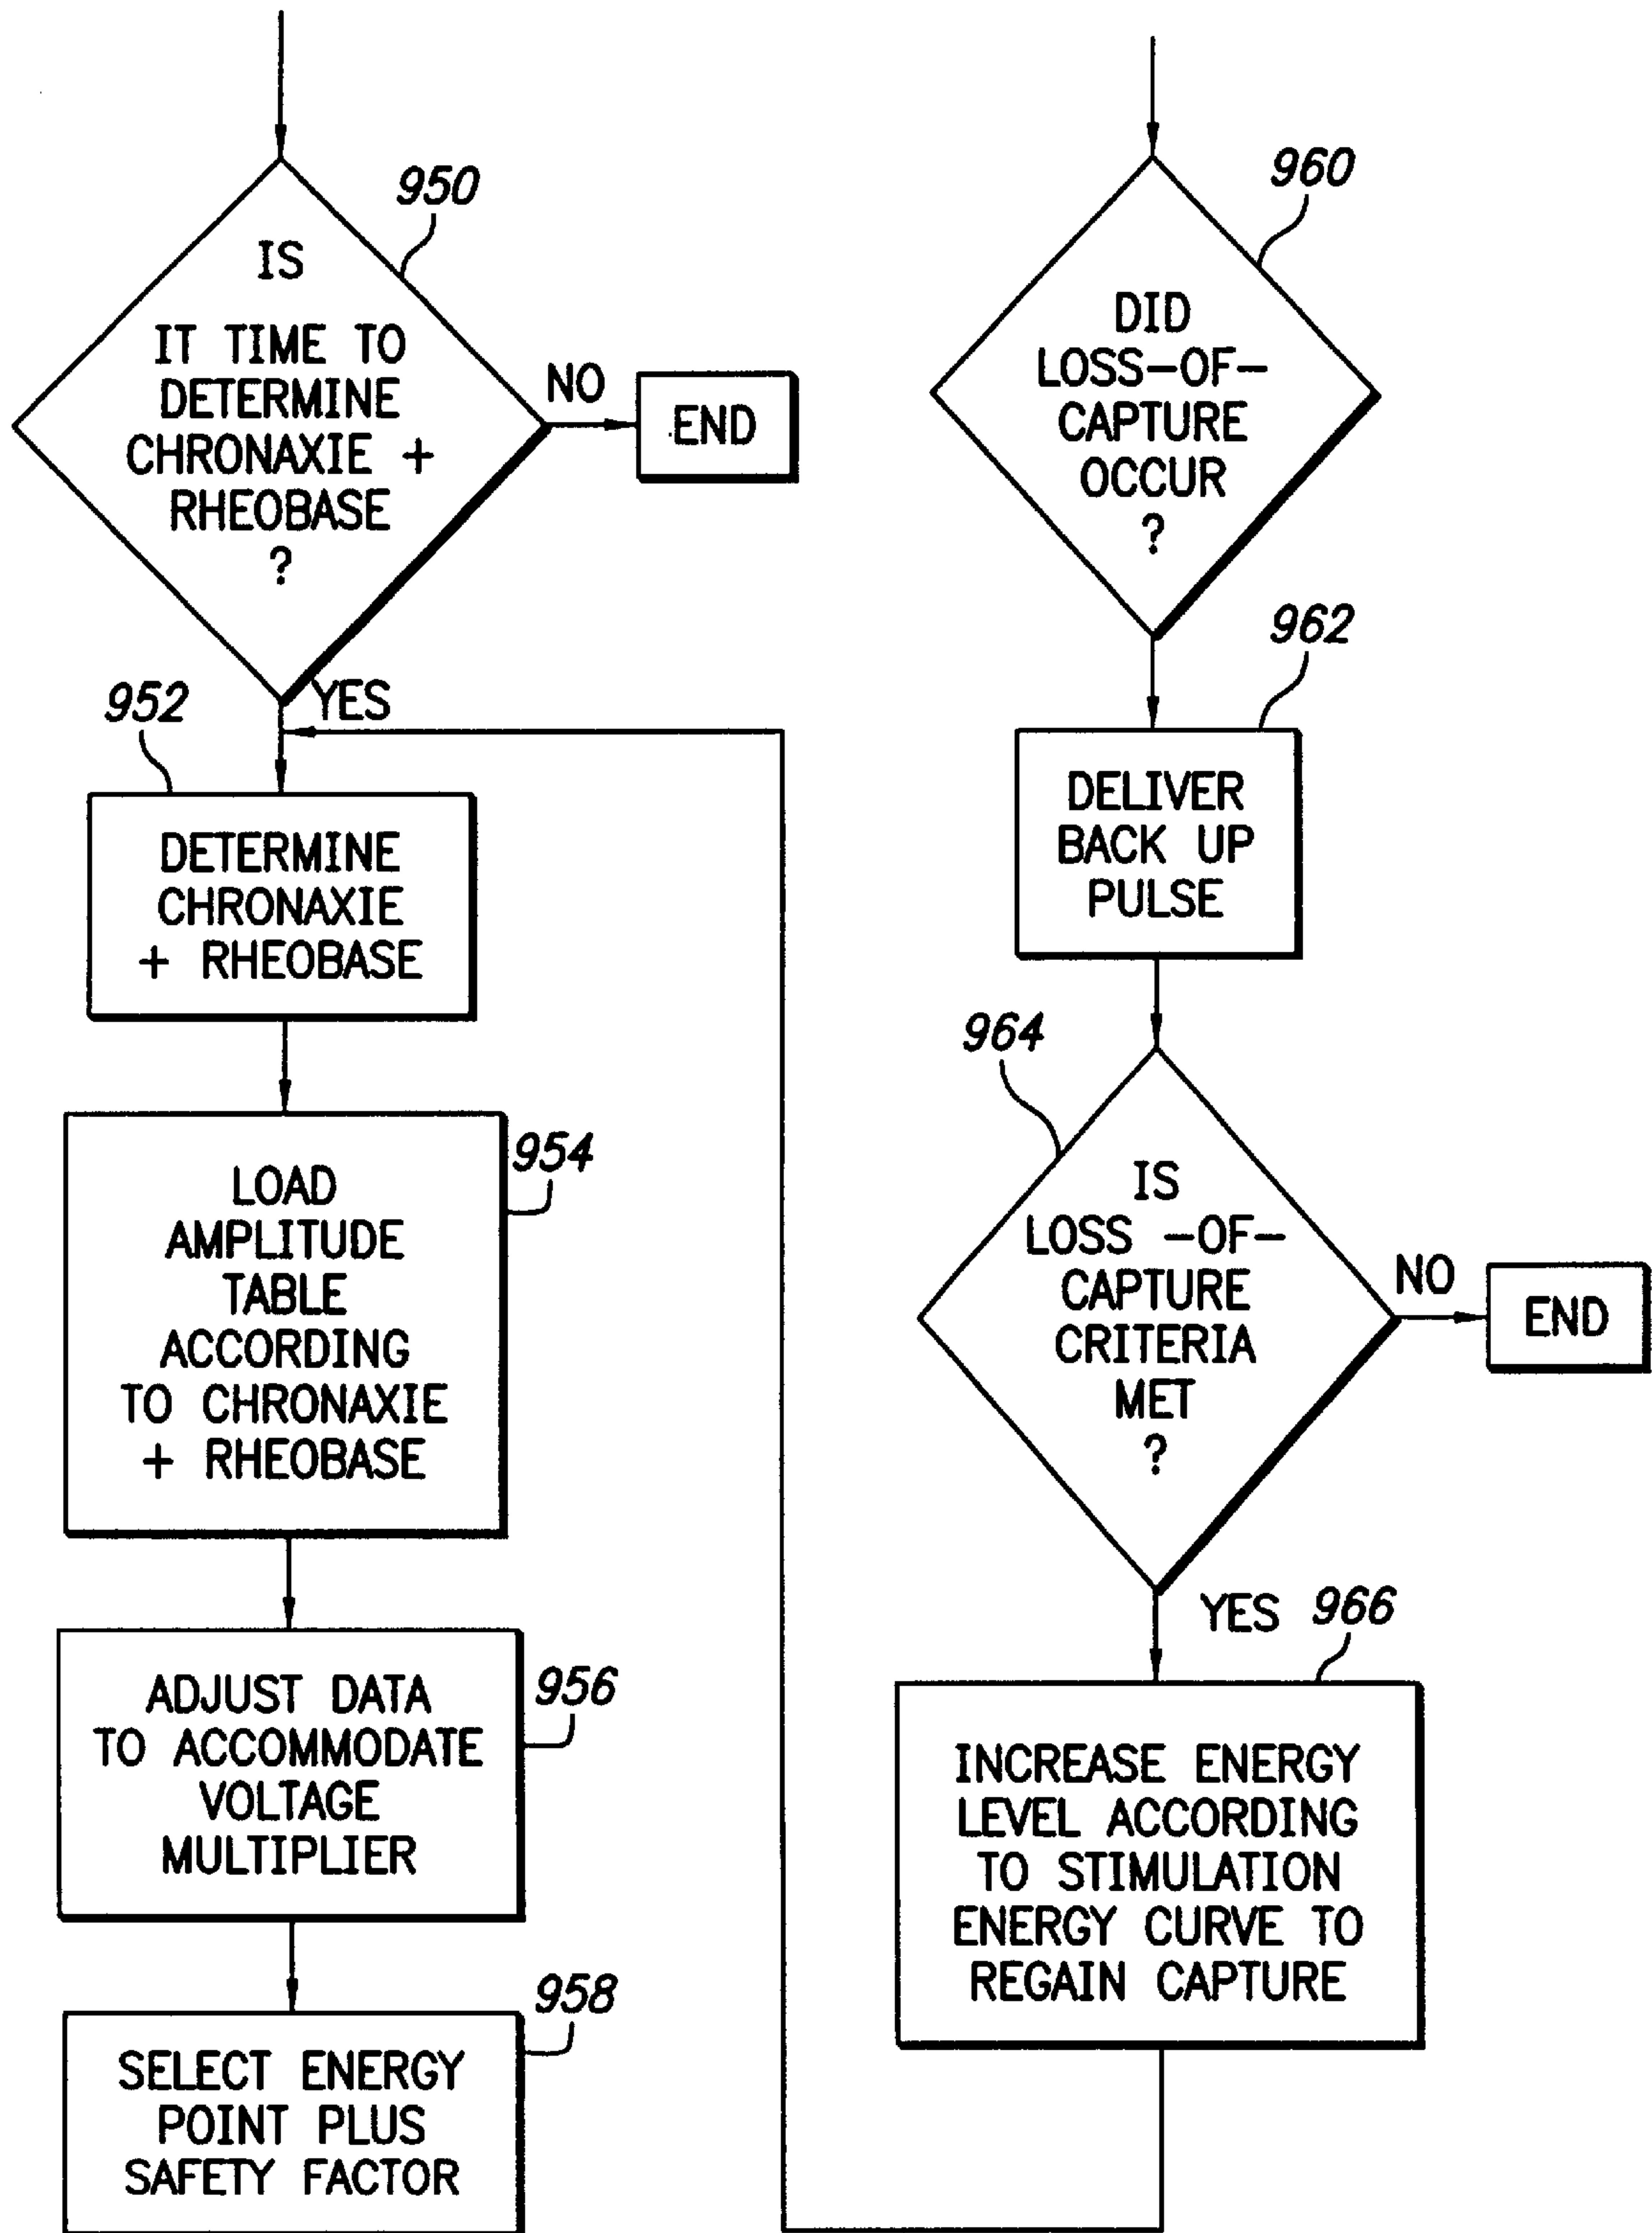 950
IS
IT TIME TO
DETERMINE
CHRONAXIE +
RHEOBASE
?
NO
END
YES
952
DETERMINE
CHRONAXIE
+ RHEOBASE
954
LOAD
AMPLITUDE
TABLE
ACCORDING
TO CHRONAXIE
+ RHEOBASE
956
ADJUST DATA
TO ACCOMMODATE
VOLTAGE
MULTIPLIER
958
SELECT ENERGY
POINT PLUS
SAFETY FACTOR
960
DID
LOSS-OF-
CAPTURE
OCCUR
?
962
DELIVER
BACK UP
PULSE
964
IS
LOSS -OF-
CAPTURE
CRITERIA
MET
?
NO
END
YES
966
INCREASE ENERGY
LEVEL ACCORDING
TO STIMULATION
ENERGY CURVE TO
REGAIN CAPTURE